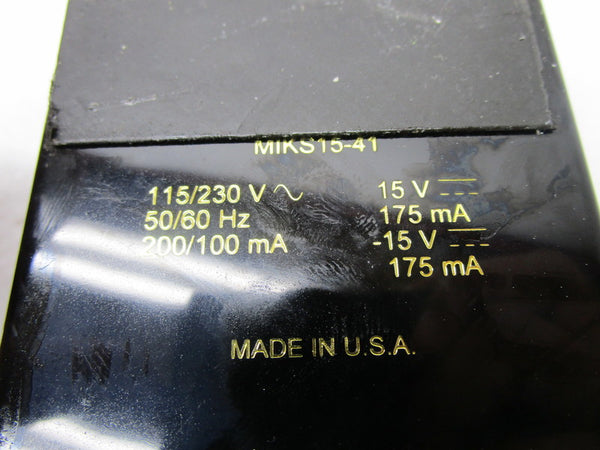 MIKS15-41
115/230 V ∿ 15 V ⎓
50/60 Hz 175 mA
200/100 mA -15 V ⎓
175 mA
MADE IN U.S.A.